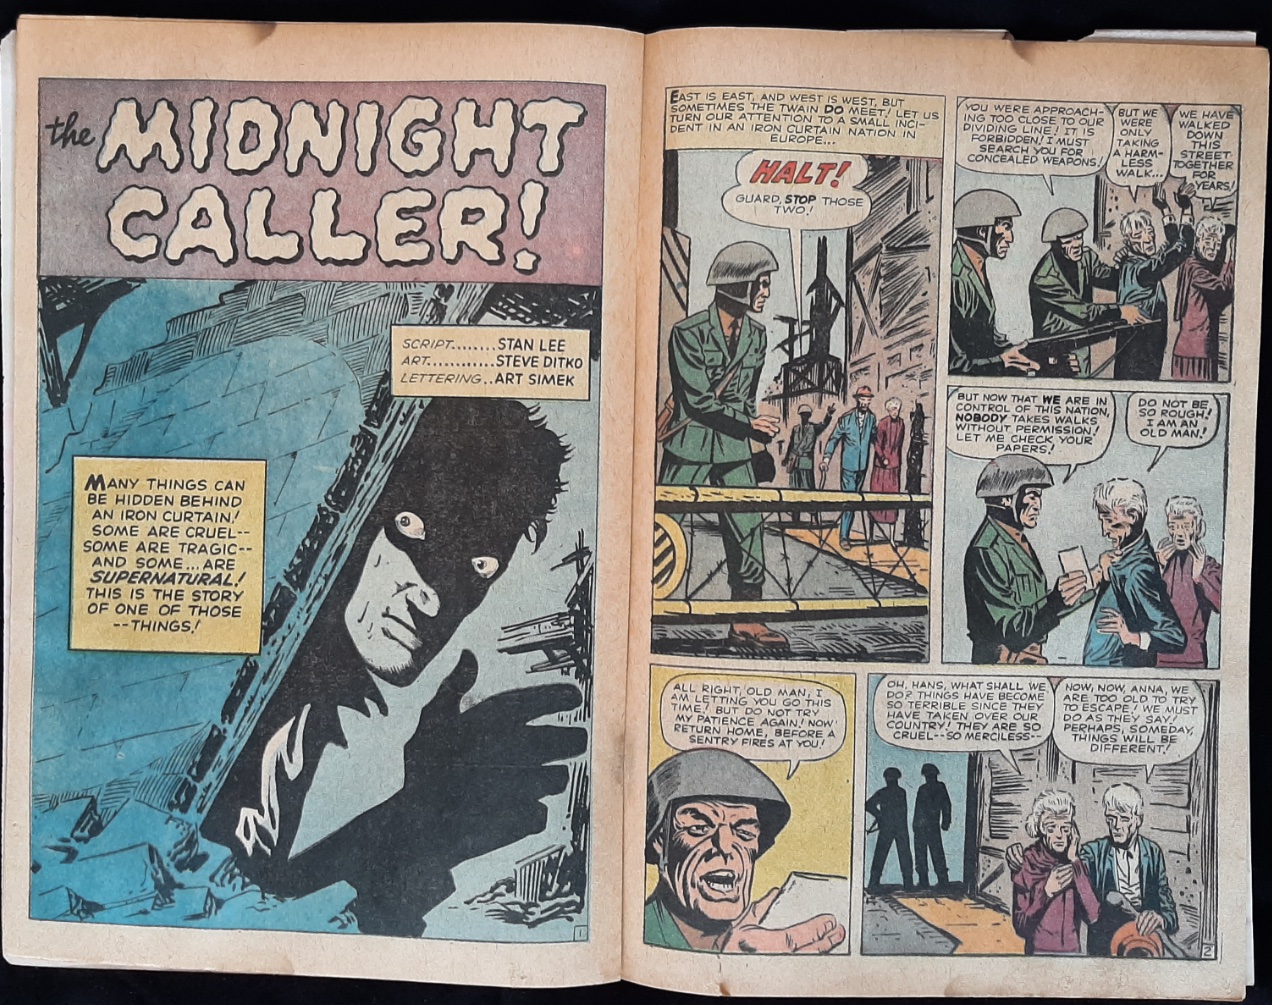 the MIDNIGHT
CALLER!
SCRIPT........STAN LEE
ART..............STEVE DITKO
LETTERING...ART SIMEK
MANY THINGS CAN
BE HIDDEN BEHIND
AN IRON CURTAIN!
SOME ARE CRUEL--
SOME ARE TRAGIC--
AND SOME...ARE
SUPERNATURAL!
THIS IS THE STORY
OF ONE OF THOSE
--THINGS!
1
EAST IS EAST, AND WEST IS WEST, BUT
SOMETIMES THE TWAIN DO MEET! LET US
TURN OUR ATTENTION TO A SMALL INCI-
DENT IN AN IRON CURTAIN NATION IN
EUROPE...
HALT!
GUARD, STOP THOSE
TWO!
YOU WERE APPROACH-
ING TOO CLOSE TO OUR
DIVIDING LINE! IT IS
FORBIDDEN! I MUST
SEARCH YOU FOR
CONCEALED WEAPONS!
BUT WE
WERE
ONLY
TAKING
A HARM-
LESS
WALK...
WE HAVE
WALKED
DOWN
THIS
STREET
TOGETHER
FOR
YEARS!
BUT NOW THAT WE ARE IN
CONTROL OF THIS NATION,
NOBODY TAKES WALKS
WITHOUT PERMISSION!
LET ME CHECK YOUR
PAPERS!
DO NOT BE
SO ROUGH!
I AM AN
OLD MAN!
ALL RIGHT, OLD MAN, I
AM LETTING YOU GO THIS
TIME! BUT DO NOT TRY
MY PATIENCE AGAIN! NOW
RETURN HOME, BEFORE A
SENTRY FIRES AT YOU!
OH, HANS, WHAT SHALL WE
DO? THINGS HAVE BECOME
SO TERRIBLE SINCE THEY
HAVE TAKEN OVER OUR
COUNTRY! THEY ARE SO
CRUEL--SO MERCILESS--
NOW, NOW, ANNA, WE
ARE TOO OLD TO TRY
TO ESCAPE! WE MUST
DO AS THEY SAY!
PERHAPS, SOMEDAY,
THINGS WILL BE
DIFFERENT!
2